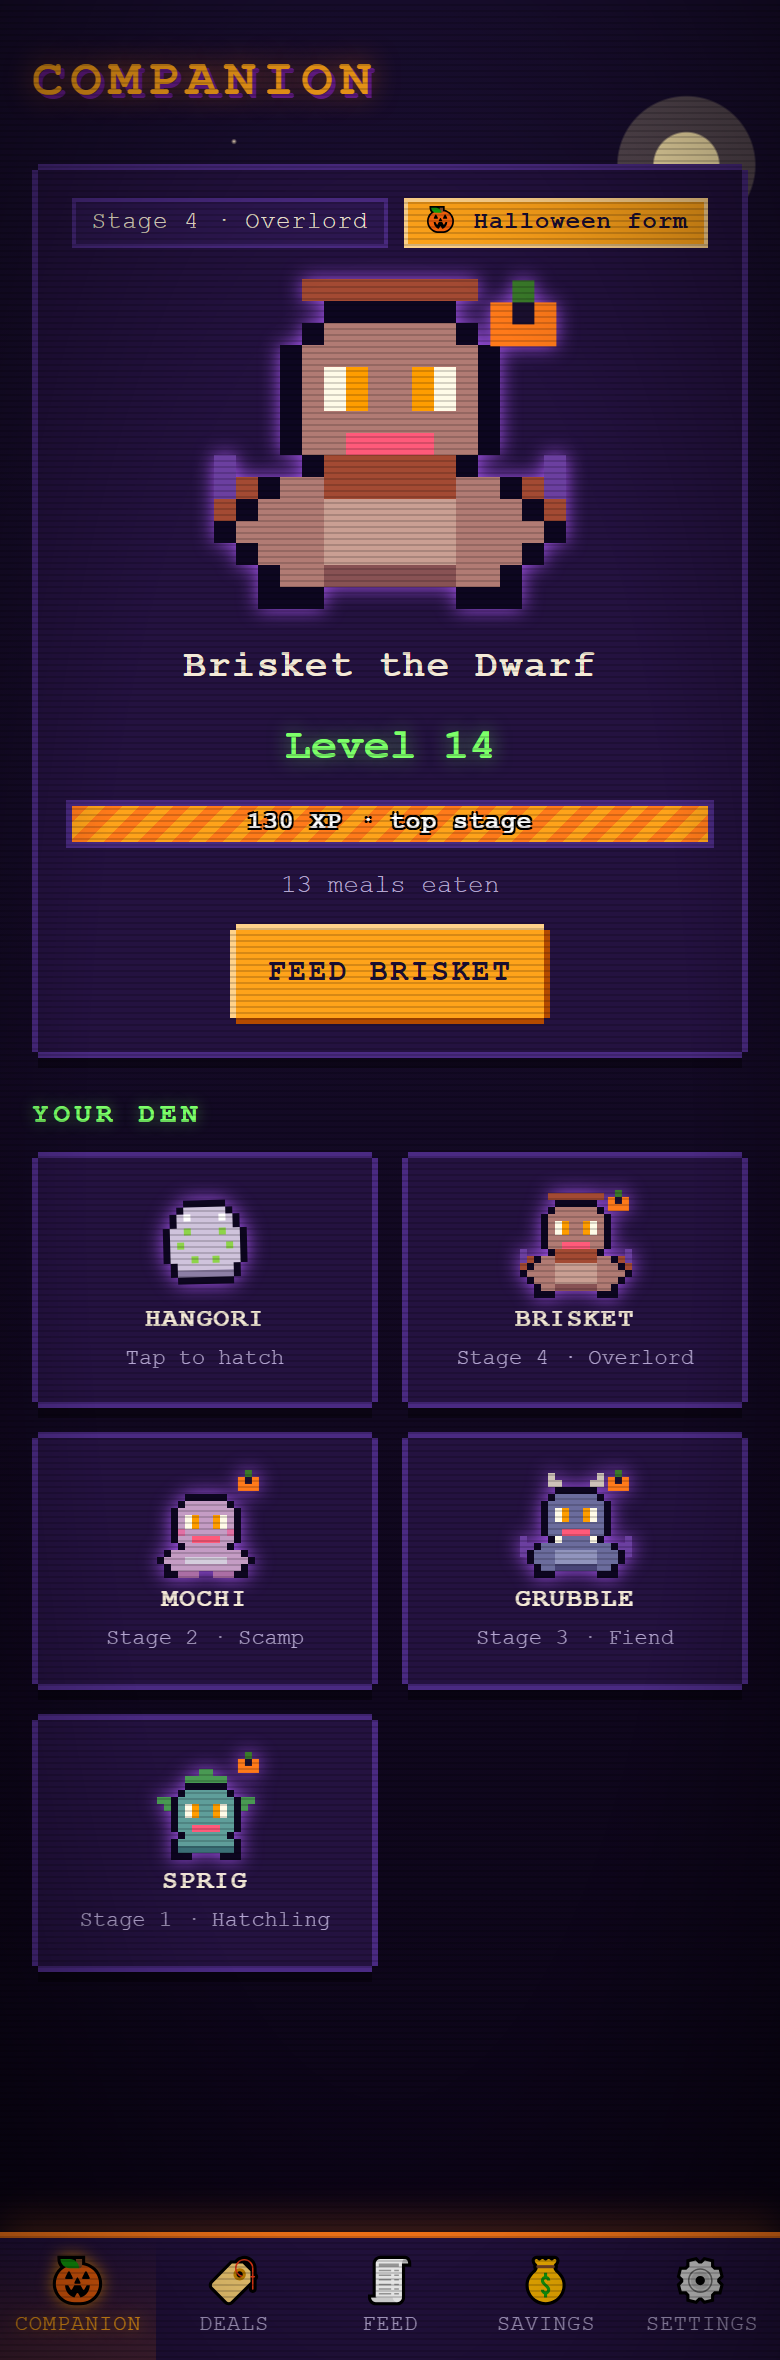 COMPANION
Stage 4 · Overlord
Halloween form
Brisket the Dwarf
Level 14
130 XP · top stage
13 meals eaten
FEED BRISKET
YOUR DEN
HANGORI
Tap to hatch
BRISKET
Stage 4 · Overlord
MOCHI
Stage 2 · Scamp
GRUBBLE
Stage 3 · Fiend
SPRIG
Stage 1 · Hatchling
COMPANION
DEALS
FEED
SAVINGS
SETTINGS